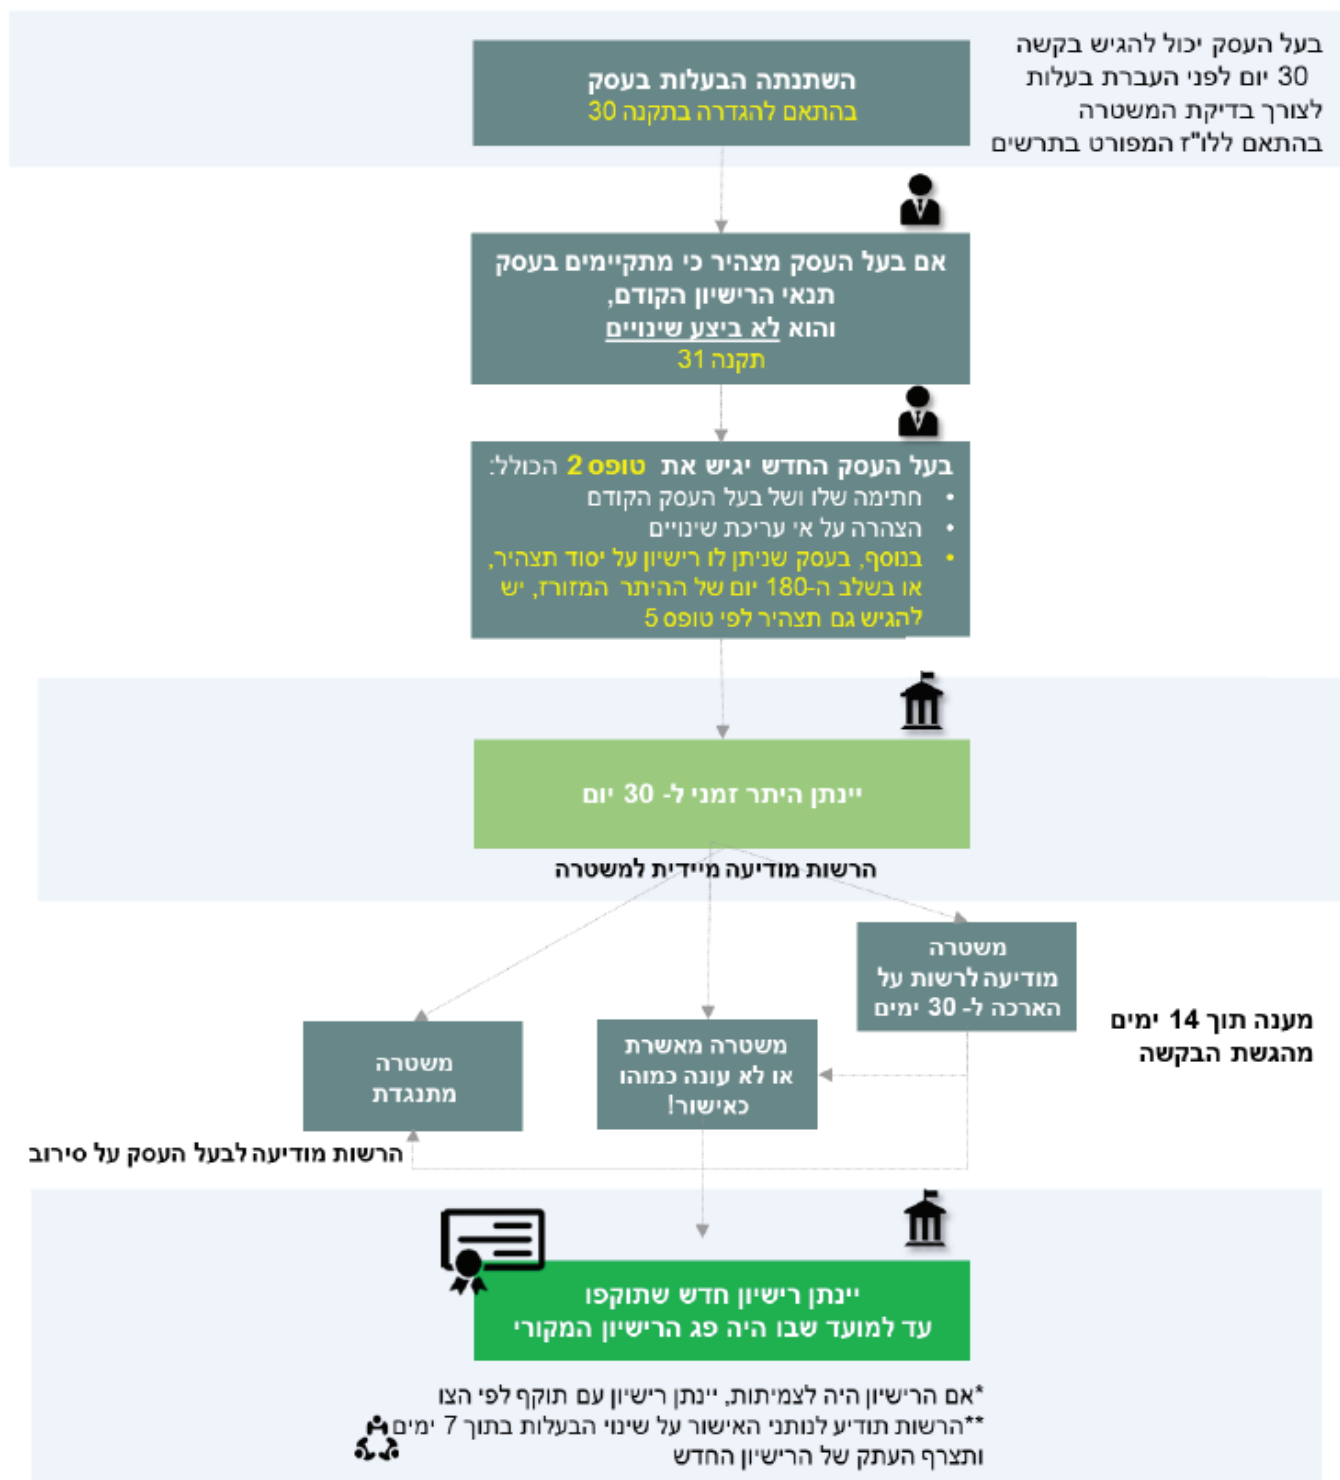 בעל העסק יכול להגיש בקשה
30 יום לפני העברת בעלות
לצורך בדיקת המשטרה
בהתאם ללו"ז המפורט בתרשים
השתנתה הבעלות בעסק
בהתאם להגדרה בתקנה 30
אם בעל העסק מצהיר כי מתקיימים בעסק
תנאי הרישיון הקודם,
והוא לא ביצע שינויים
תקנה 31
בעל העסק החדש יגיש את טופס 2 הכולל:
• חתימה שלו ושל בעל העסק הקודם
• הצהרה על אי עריכת שינויים
• בנוסף, בעסק שניתן לו רישיון על יסוד תצהיר,
או בשלב ה-180 יום של ההיתר המזורז, יש
להגיש גם תצהיר לפי טופס 5
יינתן היתר זמני ל- 30 יום
הרשות מודיעה מיידית למשטרה
משטרה
מודיעה לרשות על
הארכה ל- 30 ימים
מענה תוך 14 ימים
מהגשת הבקשה
משטרה מאשרת
או לא עונה כמוהו
כאישור!
משטרה
מתנגדת
הרשות מודיעה לבעל העסק על סירוב
יינתן רישיון חדש שתוקפו
עד למועד שבו היה פג הרישיון המקורי
*אם הרישיון היה לצמיתות, יינתן רישיון עם תוקף לפי הצו
**הרשות תודיע לנותני האישור על שינוי הבעלות בתוך 7 ימים
ותצרף העתק של הרישיון החדש